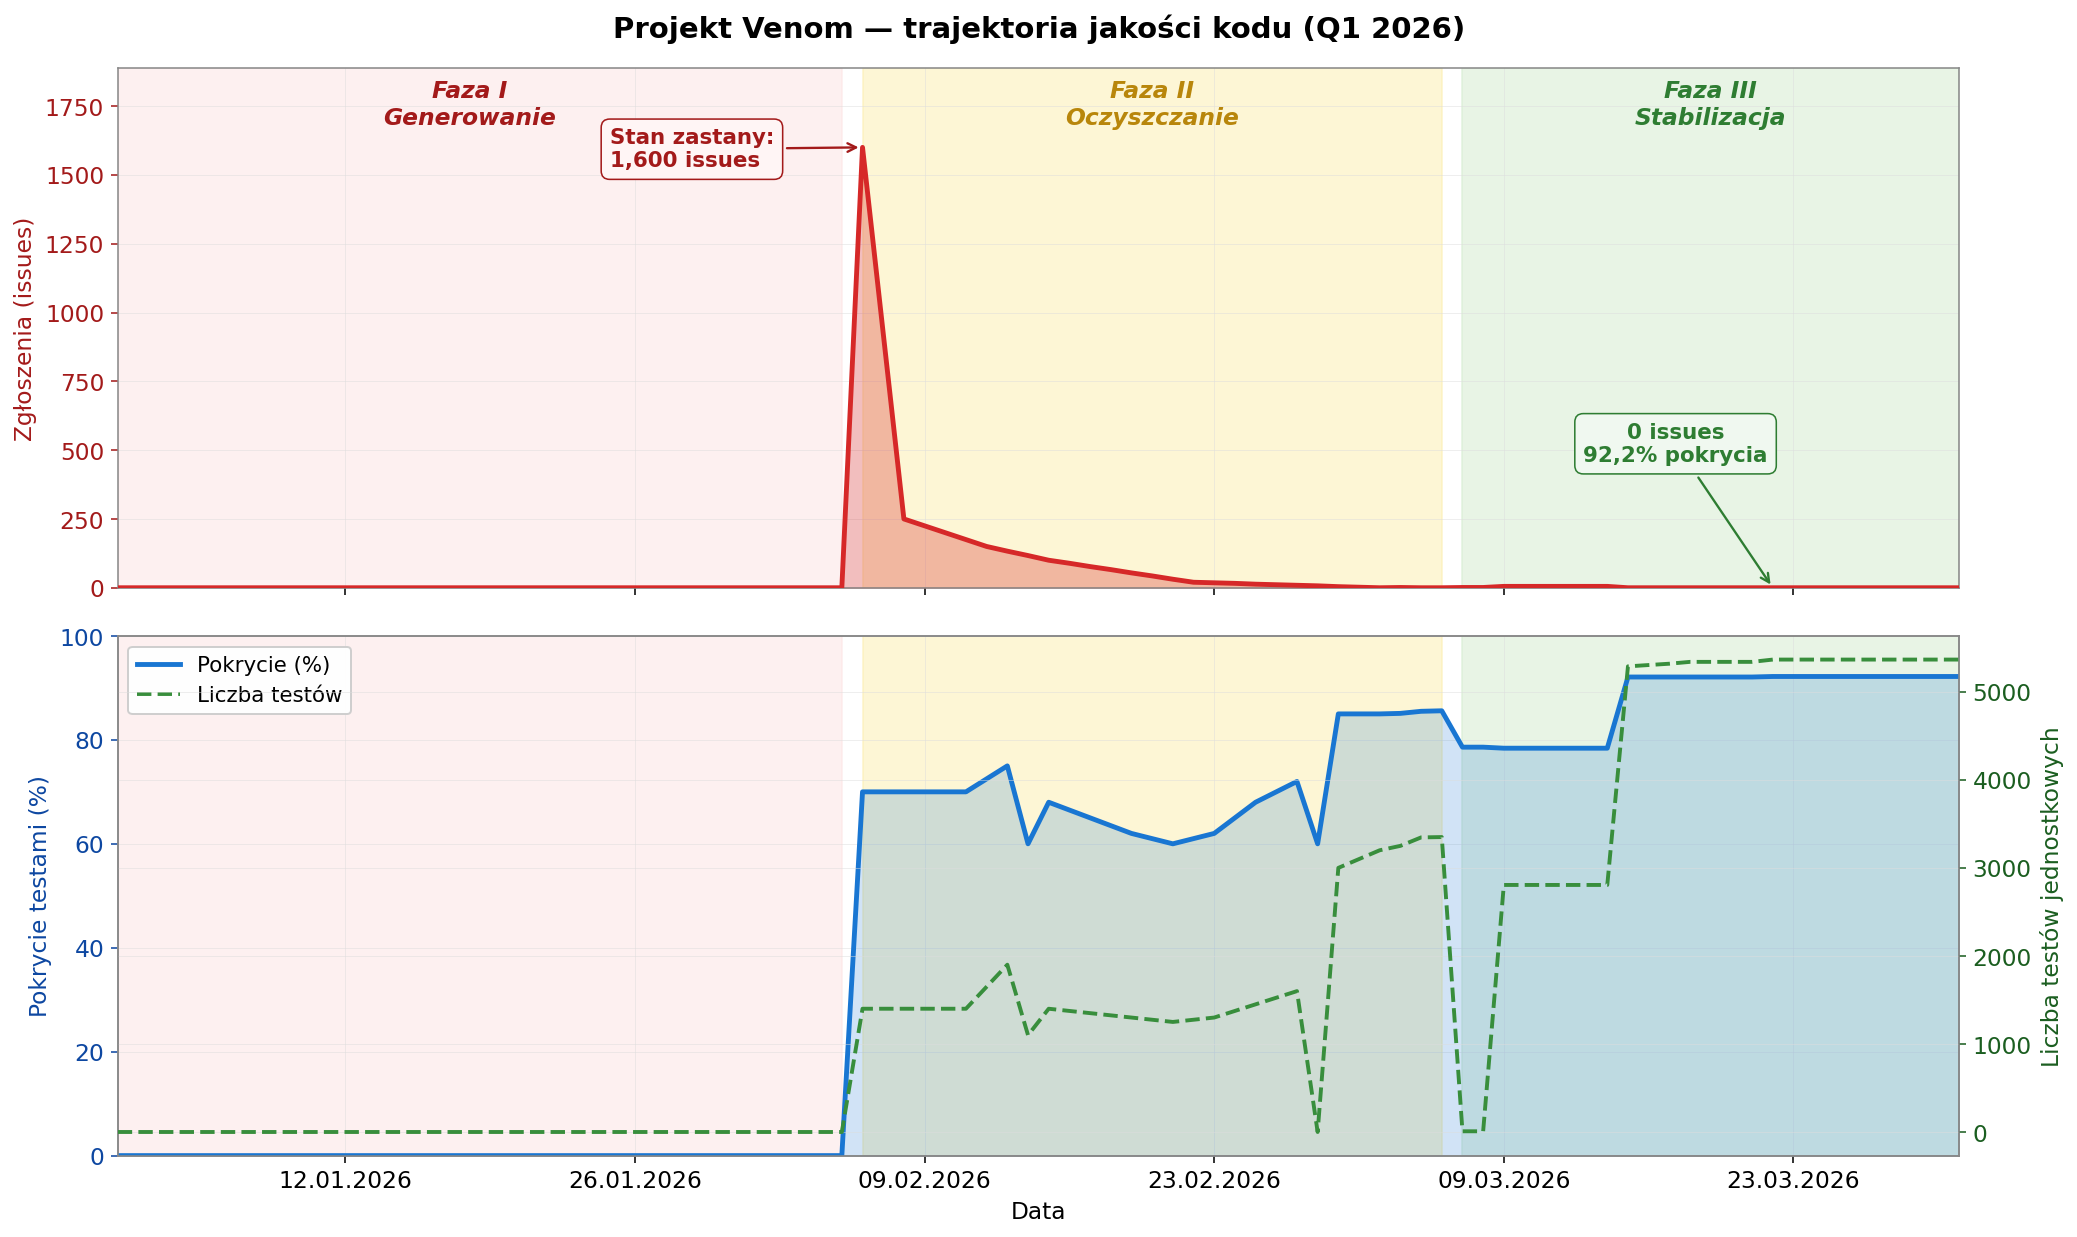 Projekt Venom — trajektoria jakości kodu (Q1 2026)
Faza I
Generowanie
Faza II
Oczyszczanie
Faza III
Stabilizacja
Stan zastany:
1,600 issues
0 issues
92,2% pokrycia
Zgłoszenia (issues)
1750
1500
1250
1000
750
500
250
0
Pokrycie (%)
Liczba testów
Pokrycie testami (%)
100
80
60
40
20
0
Liczba testów jednostkowych
5000
4000
3000
2000
1000
0
12.01.2026
26.01.2026
09.02.2026
23.02.2026
09.03.2026
23.03.2026
Data